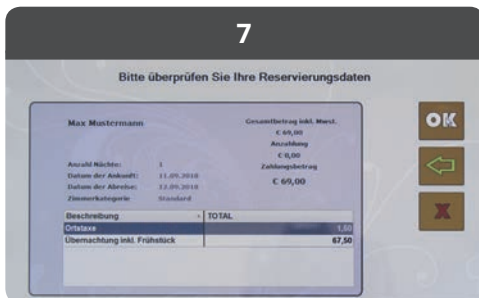 7
Bitte überprüfen Sie Ihre Reservierungsdaten
Max Mustermann
Gesamtbetrag inkl. Mwst.
€ 69,00
Anzahlung
€ 0,00
Zahlungsbetrag
€ 69,00
Anzahl Nächte: 1
Datum der Ankunft: 11.09.2018
Datum der Abreise: 12.09.2018
Zimmerkategorie Standard
Beschreibung TOTAL
Ortstaxe 1,50
Übernachtung inkl. Frühstück 67,50
OK
X